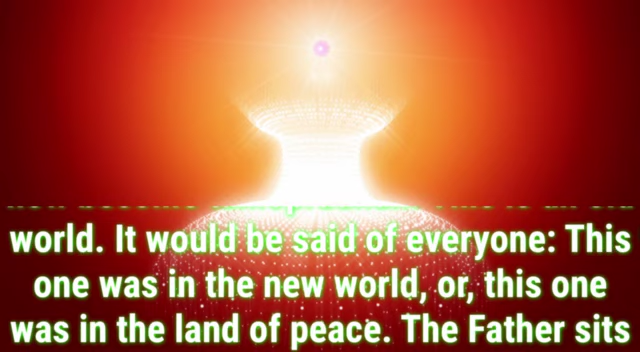 world. It would be said of everyone: This
one was in the new world, or, this one
was in the land of peace. The Father sits